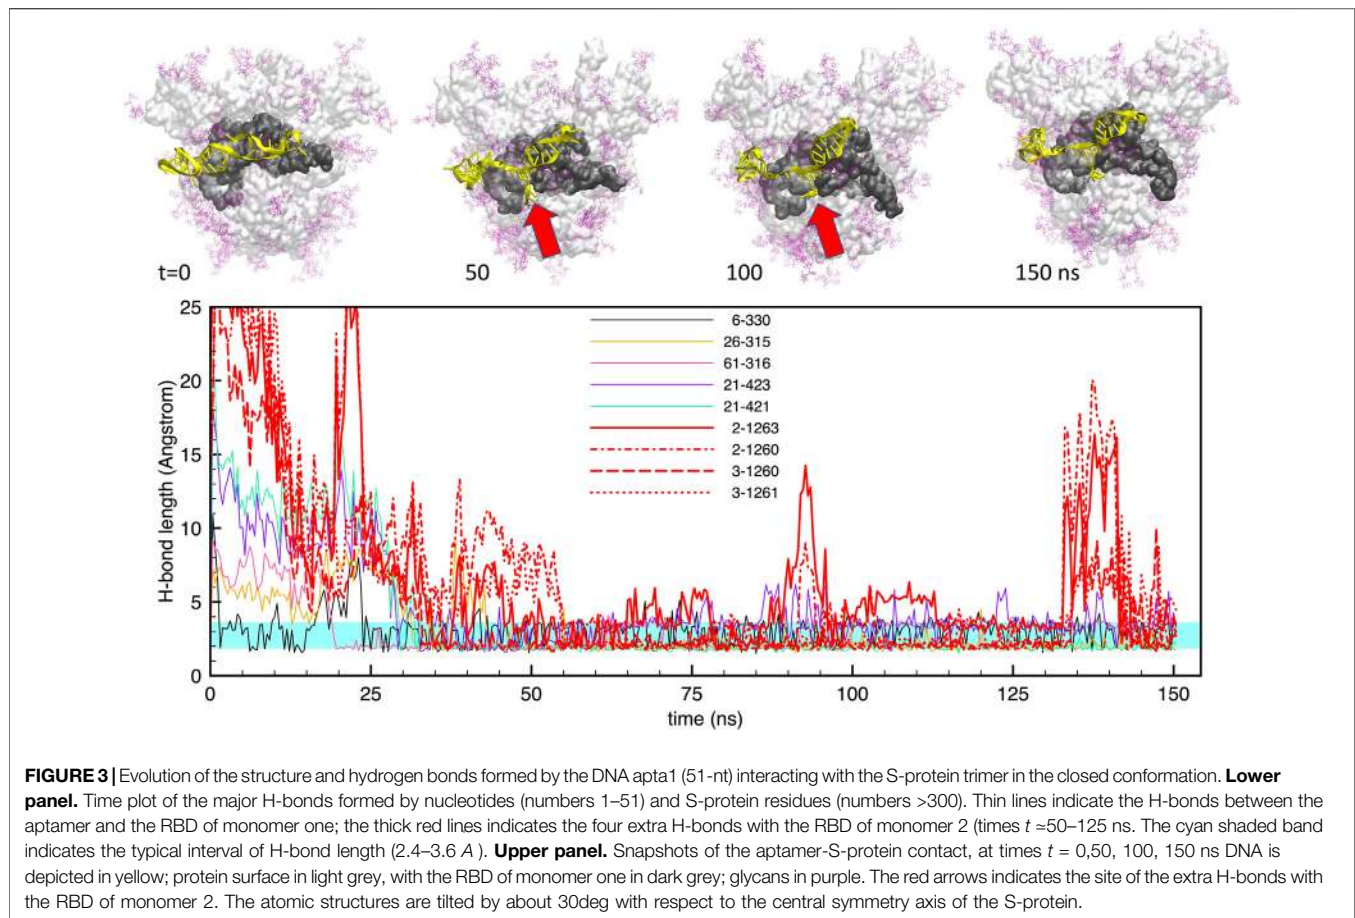 t=0
50
100
150 ns
25
20
15
10
5
0
H-bond length (Angstrom)
6-330
26-315
61-316
21-423
21-421
2-1263
2-1260
3-1260
3-1261
0
25
50
75
100
125
150
time (ns)
FIGURE 3 | Evolution of the structure and hydrogen bonds formed by the DNA apta1 (51-nt) interacting with the S-protein trimer in the closed conformation. Lower
panel. Time plot of the major H-bonds formed by nucleotides (numbers 1–51) and S-protein residues (numbers >300). Thin lines indicate the H-bonds between the
aptamer and the RBD of monomer one; the thick red lines indicates the four extra H-bonds with the RBD of monomer 2 (times t ≃50–125 ns. The cyan shaded band
indicates the typical interval of H-bond length (2.4–3.6 A ). Upper panel. Snapshots of the aptamer-S-protein contact, at times t = 0,50, 100, 150 ns DNA is
depicted in yellow; protein surface in light grey, with the RBD of monomer one in dark grey; glycans in purple. The red arrows indicates the site of the extra H-bonds with
the RBD of monomer 2. The atomic structures are tilted by about 30deg with respect to the central symmetry axis of the S-protein.